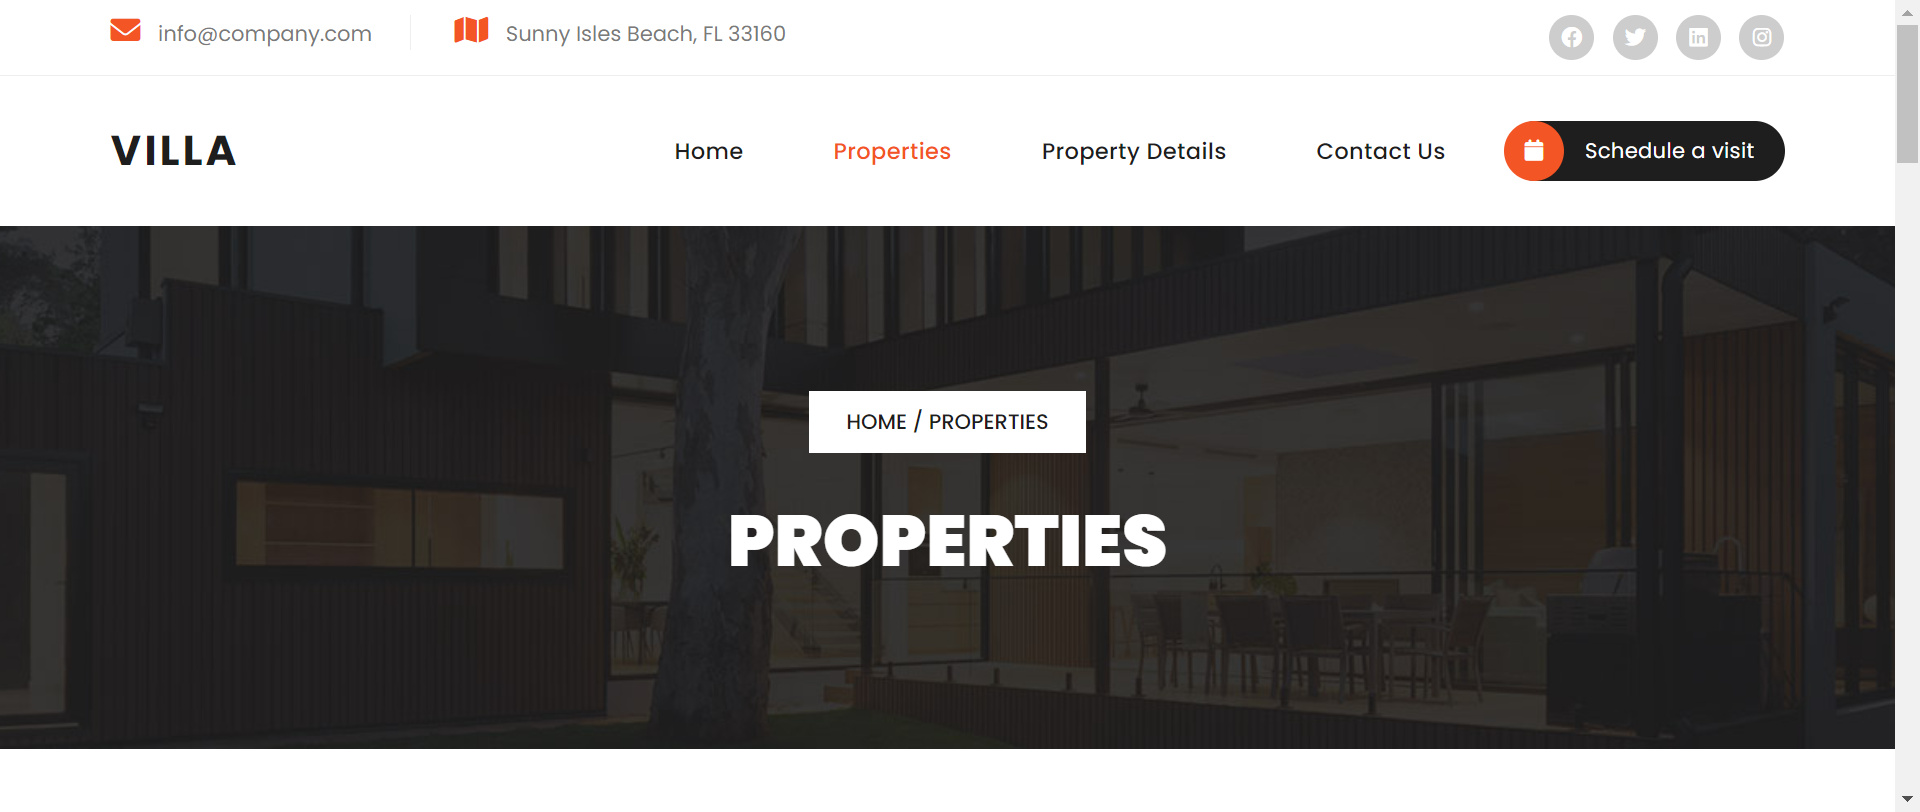 info@company.com
Sunny Isles Beach, FL 33160
VILLA
Home
Properties
Property Details
Contact Us
Schedule a visit
HOME / PROPERTIES
PROPERTIES